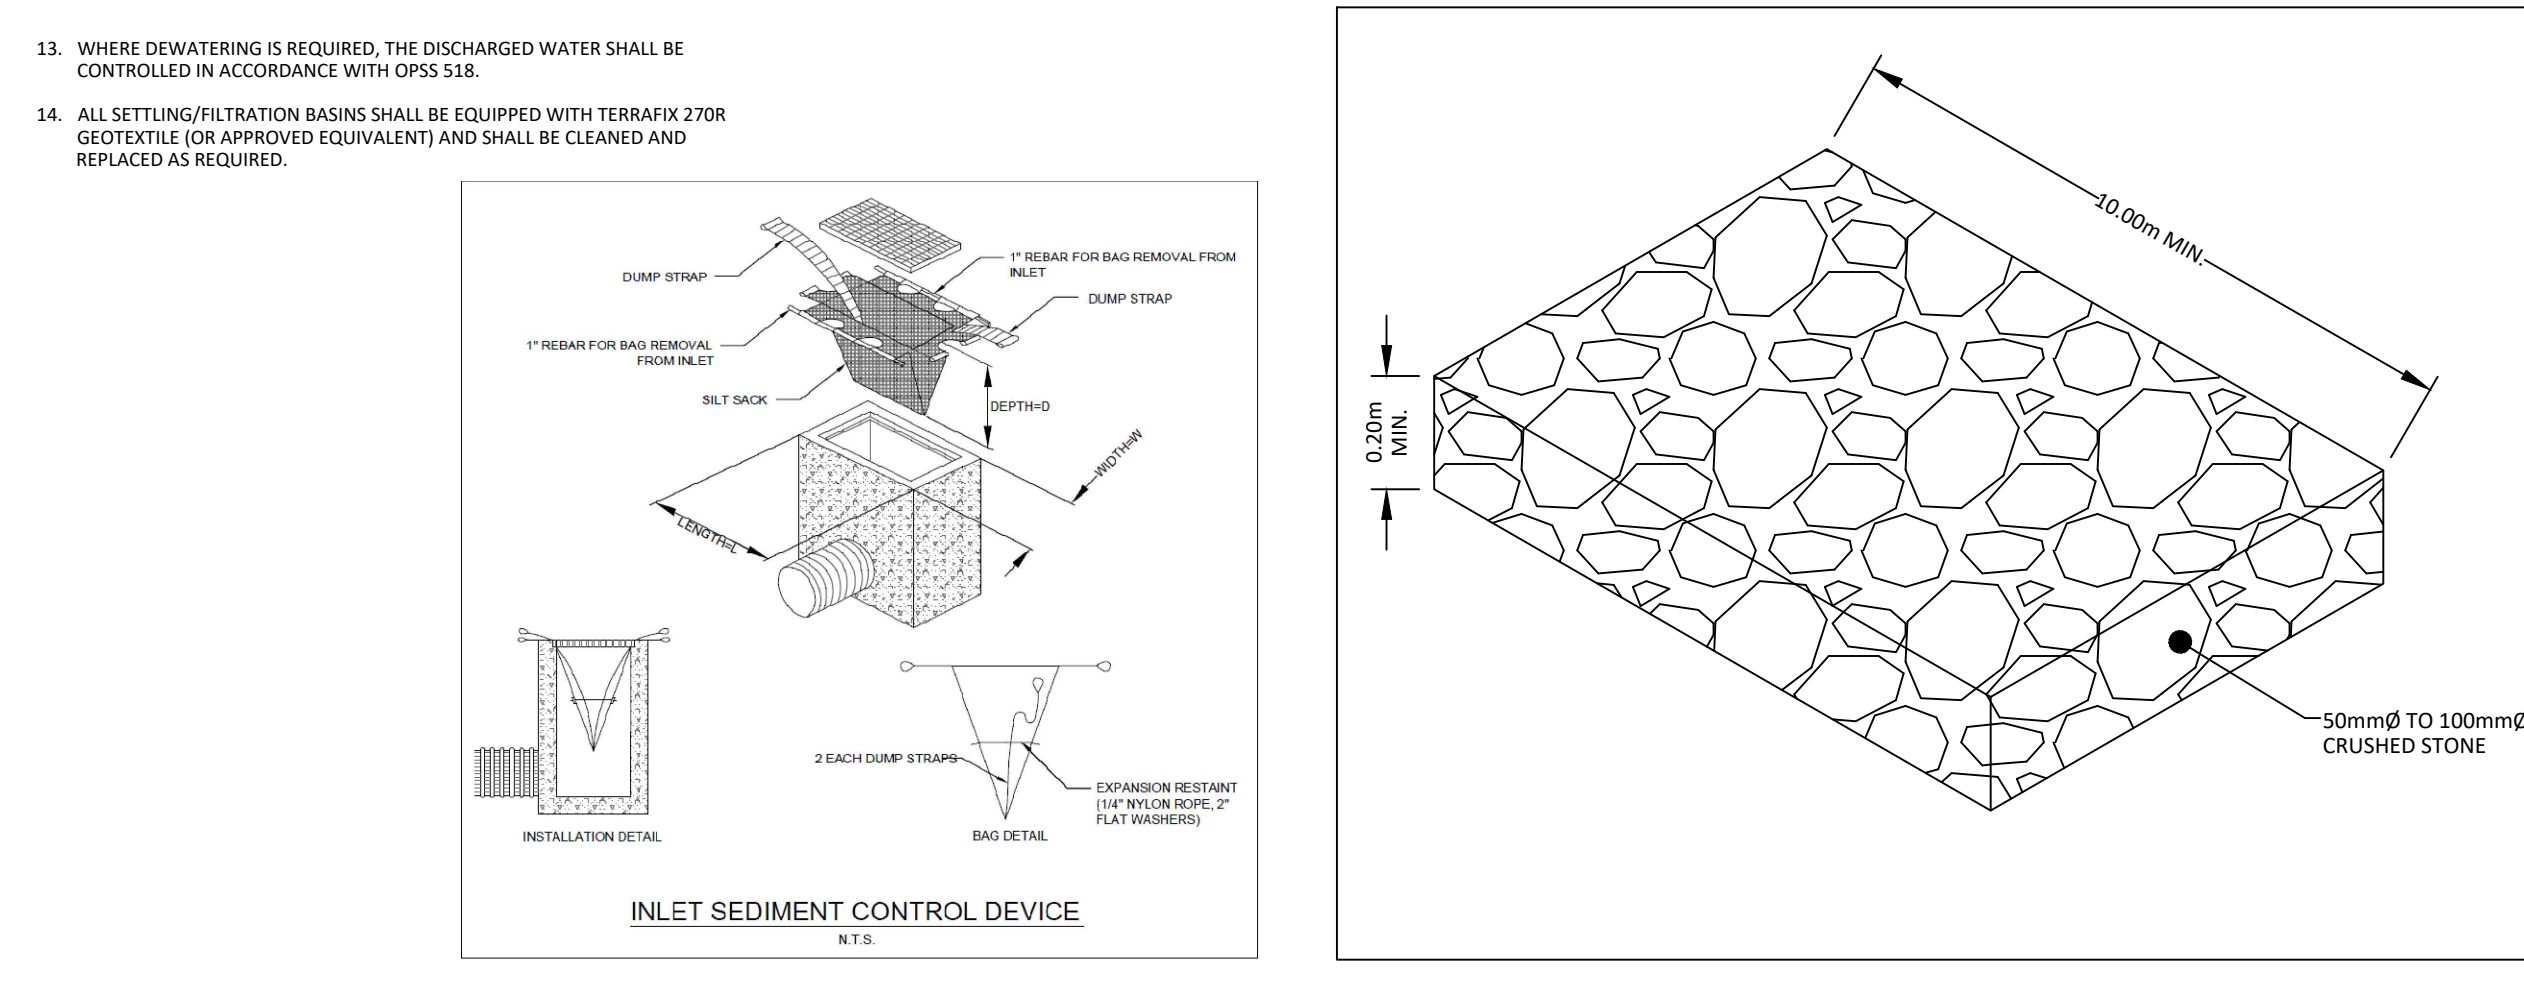 13. WHERE DEWATERING IS REQUIRED, THE DISCHARGED WATER SHALL BE
CONTROLLED IN ACCORDANCE WITH OPSS 518.
14. ALL SETTLING/FILTRATION BASINS SHALL BE EQUIPPED WITH TERRAFIX 270R
GEOTEXTILE (OR APPROVED EQUIVALENT) AND SHALL BE CLEANED AND
REPLACED AS REQUIRED.
DUMP STRAP
1" REBAR FOR BAG REMOVAL FROM
INLET
DUMP STRAP
1" REBAR FOR BAG REMOVAL
FROM INLET
SILT SACK
DEPTH=D
WIDTH=W
LENGTH=L
2 EACH DUMP STRAPS
EXPANSION RESTAINT
(1/4" NYLON ROPE, 2"
FLAT WASHERS)
INSTALLATION DETAIL
BAG DETAIL
INLET SEDIMENT CONTROL DEVICE
N.T.S.
10.00m MIN.
0.20m
MIN.
50mmØ TO 100mmØ
CRUSHED STONE